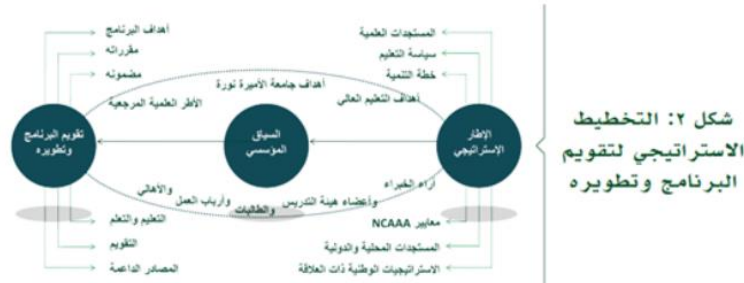 شكل ٢: التخطيط
الاستراتيجي لتقويم
البرنامج وتطويره
المستجدات العلمية
سياسة التعليم
خطة التنمية
أهداف التعليم العالي
أهداف جامعة الأميرة نورة
الأطر العلمية المرجعية
أهداف البرنامج
مقرراته
مضمونه
الإطار
الإستراتيجي
السياق
المؤسسي
تقويم البرنامج
وتطويره
أراء الخبراء
وأعضاء هيئة التدريس
والطالبات
وأرباب العمل
والأهالي
معايير NCAAA
المستجدات المحلية والدولية
الاستراتيجيات الوطنية ذات العلاقة
التعليم والتعلم
التقويم
المصادر الداعمة